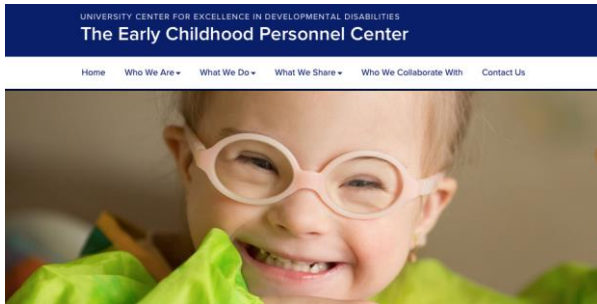 UNIVERSITY CENTER FOR EXCELLENCE IN DEVELOPMENTAL DISABILITIES
The Early Childhood Personnel Center
Home Who We Are What We Do What We Share Who We Collaborate With Contact Us